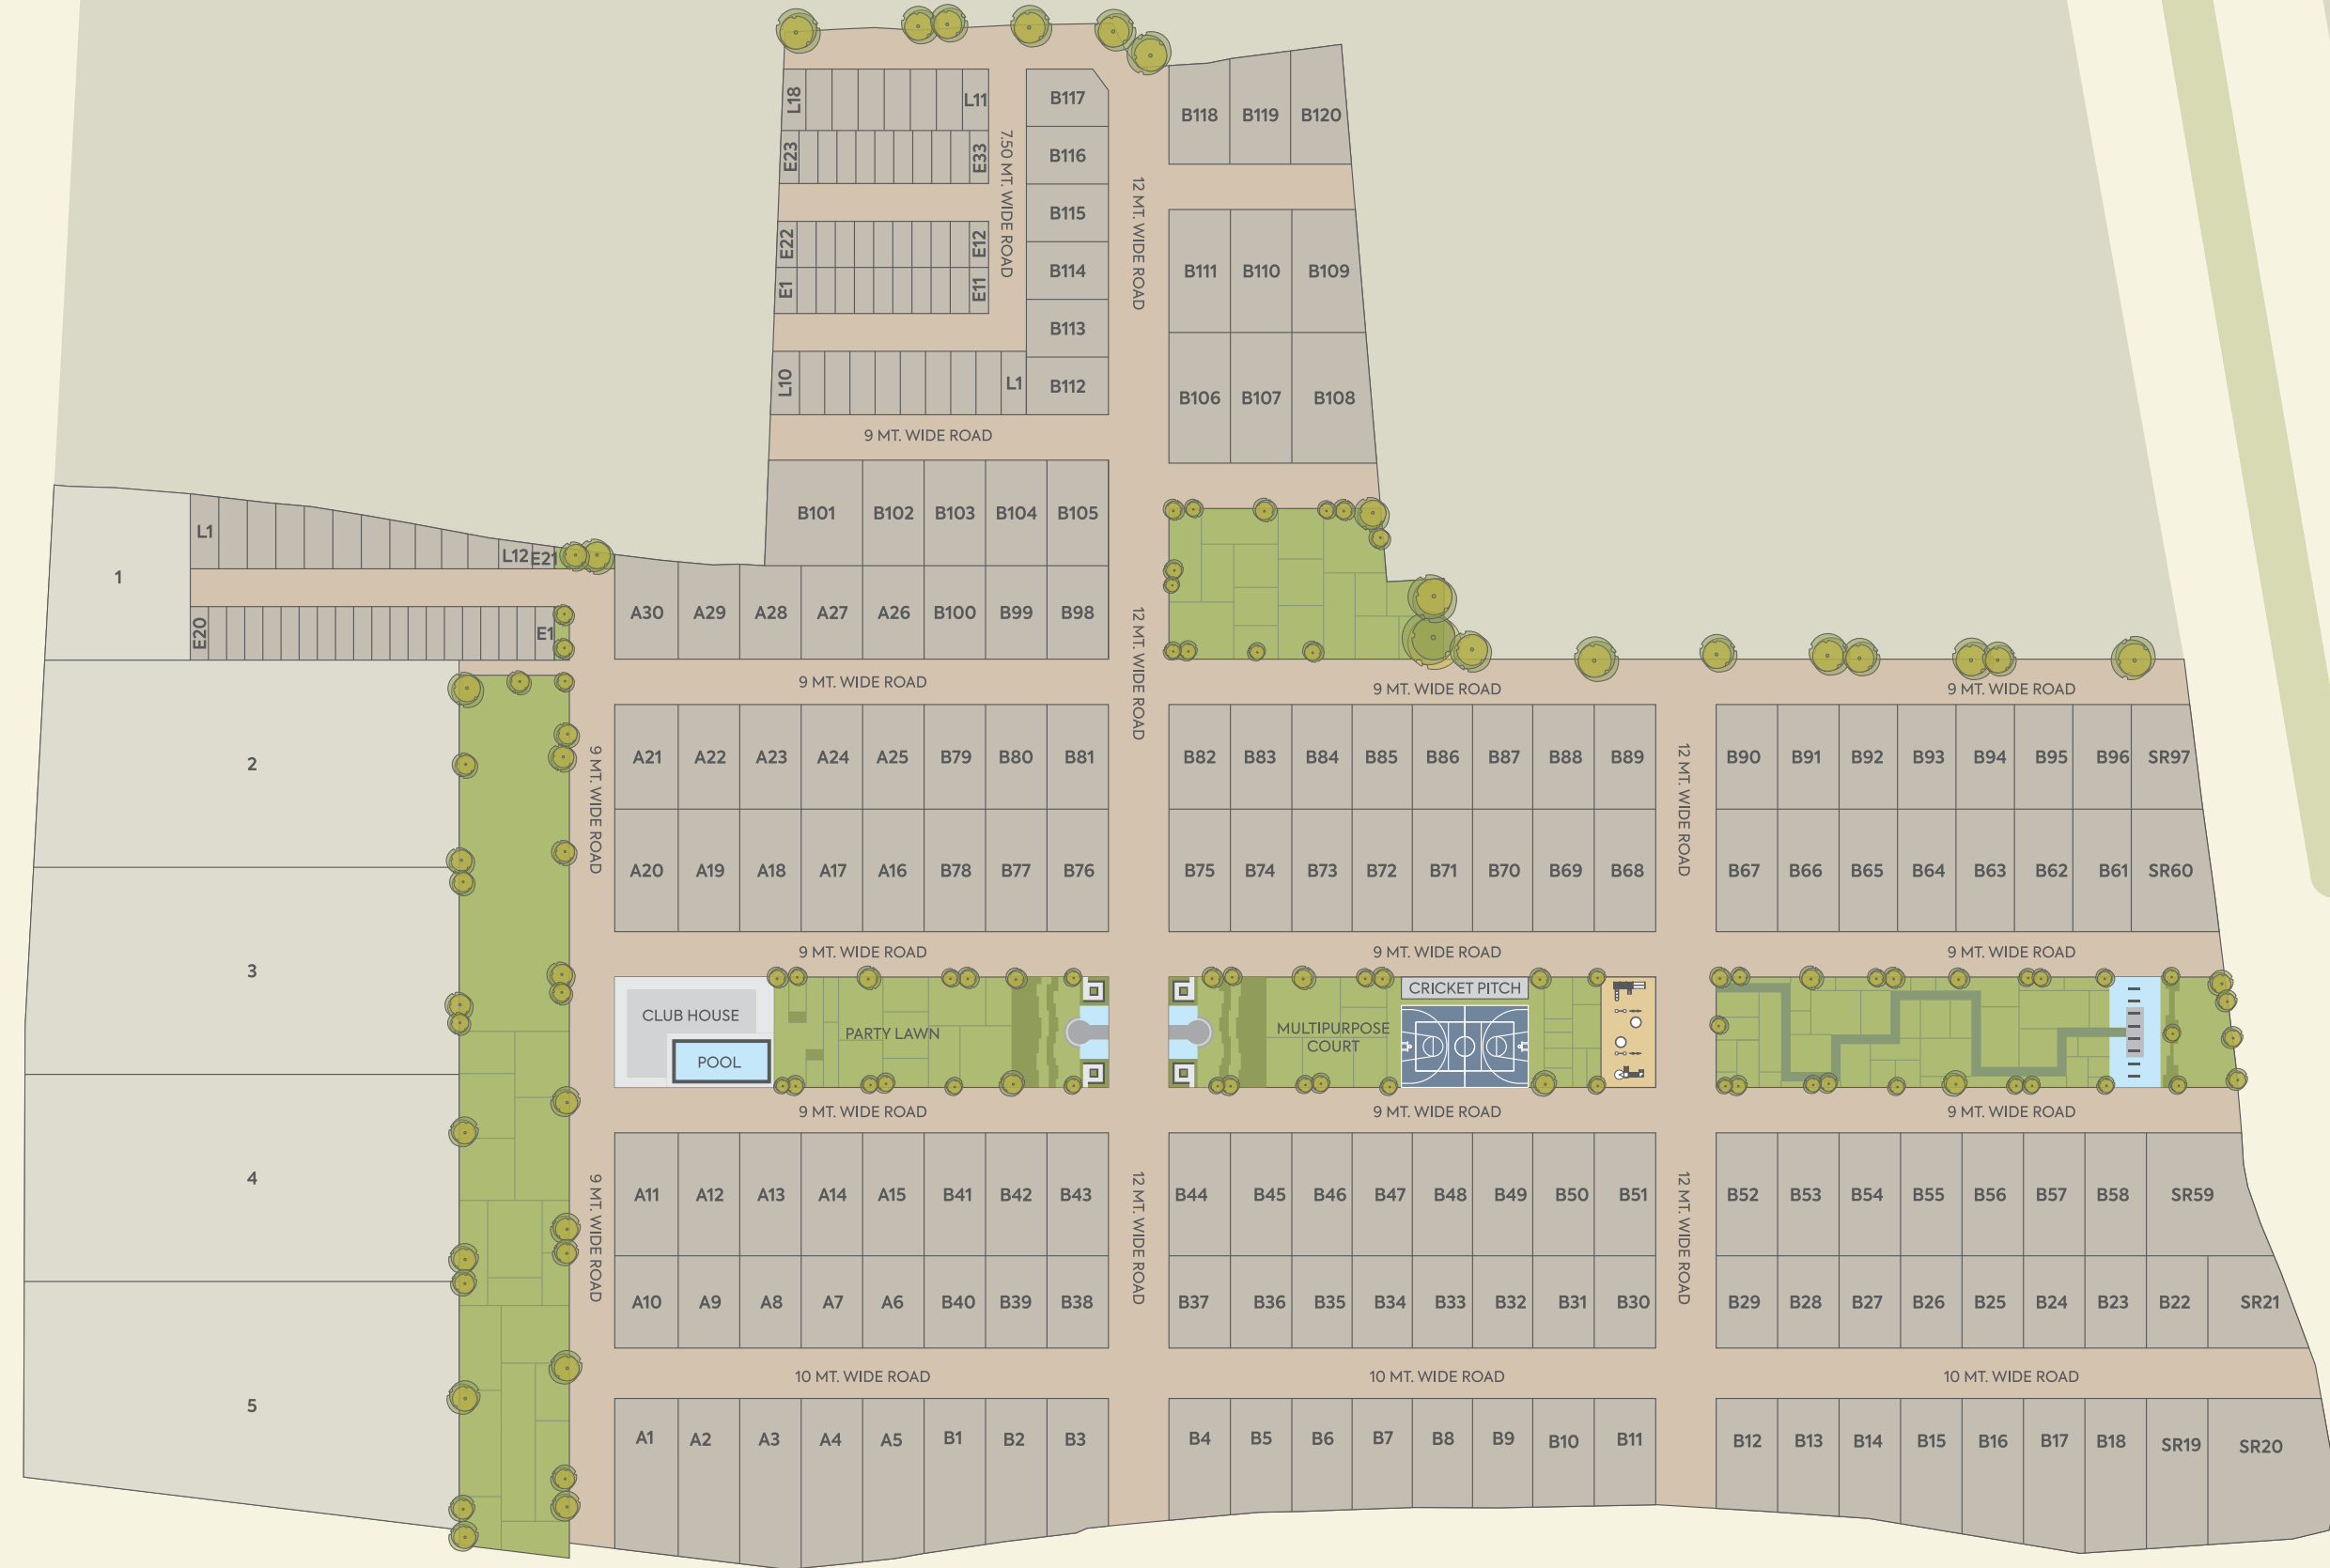 L18
L11
B117
B118
B119
B120
E23
E33
7.50 MT. WIDE ROAD
B116
12 MT. WIDE ROAD
B115
E22
E12
B111
B110
B109
E1
E11
B114
B113
L10
L1
B112
B106
B107
B108
9 MT. WIDE ROAD
B101
B102
B103
B104
B105
L1
L12
E21
1
E20
E1
A30
A29
A28
A27
A26
B100
B99
B98
12 MT. WIDE ROAD
9 MT. WIDE ROAD
9 MT. WIDE ROAD
9 MT. WIDE ROAD
2
9 MT. WIDE ROAD
A21
A22
A23
A24
A25
B79
B80
B81
B82
B83
B84
B85
B86
B87
B88
B89
12 MT. WIDE ROAD
B90
B91
B92
B93
B94
B95
B96
SR97
A20
A19
A18
A17
A16
B78
B77
B76
B75
B74
B73
B72
B71
B70
B69
B68
B67
B66
B65
B64
B63
B62
B61
SR60
3
9 MT. WIDE ROAD
9 MT. WIDE ROAD
9 MT. WIDE ROAD
CLUB HOUSE
POOL
PARTY LAWN
MULTIPURPOSE
COURT
CRICKET PITCH
9 MT. WIDE ROAD
9 MT. WIDE ROAD
9 MT. WIDE ROAD
4
9 MT. WIDE ROAD
A11
A12
A13
A14
A15
B41
B42
B43
12 MT. WIDE ROAD
B44
B45
B46
B47
B48
B49
B50
B51
12 MT. WIDE ROAD
B52
B53
B54
B55
B56
B57
B58
SR59
A10
A9
A8
A7
A6
B40
B39
B38
B37
B36
B35
B34
B33
B32
B31
B30
B29
B28
B27
B26
B25
B24
B23
B22
SR21
10 MT. WIDE ROAD
10 MT. WIDE ROAD
10 MT. WIDE ROAD
5
A1
A2
A3
A4
A5
B1
B2
B3
B4
B5
B6
B7
B8
B9
B10
B11
B12
B13
B14
B15
B16
B17
B18
SR19
SR20